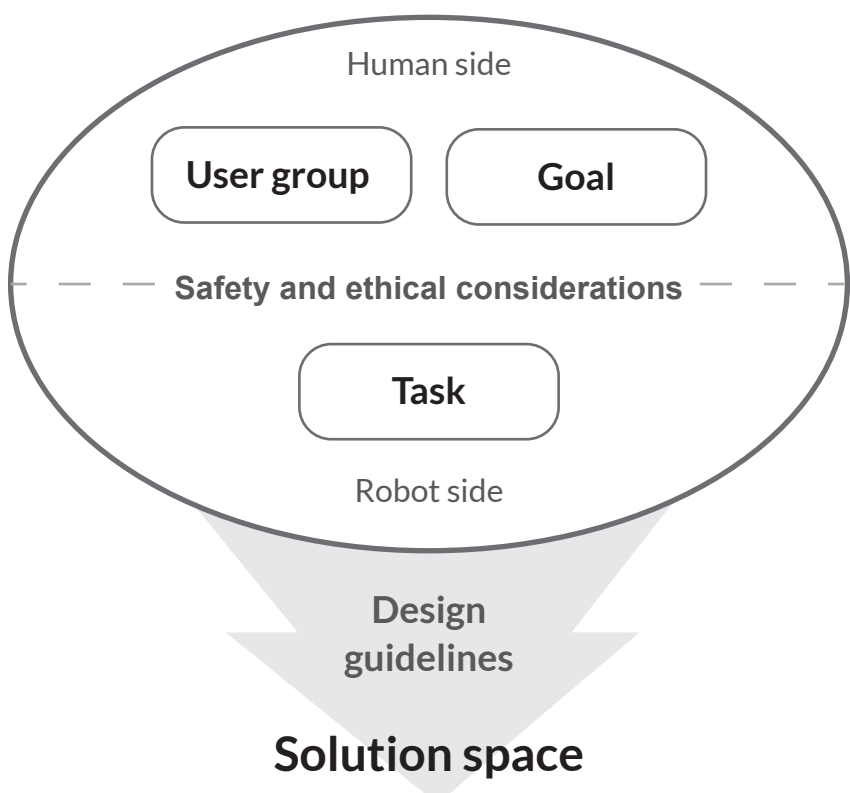 Human side
User group
Goal
Safety and ethical considerations
Task
Robot side
Design
guidelines
Solution space